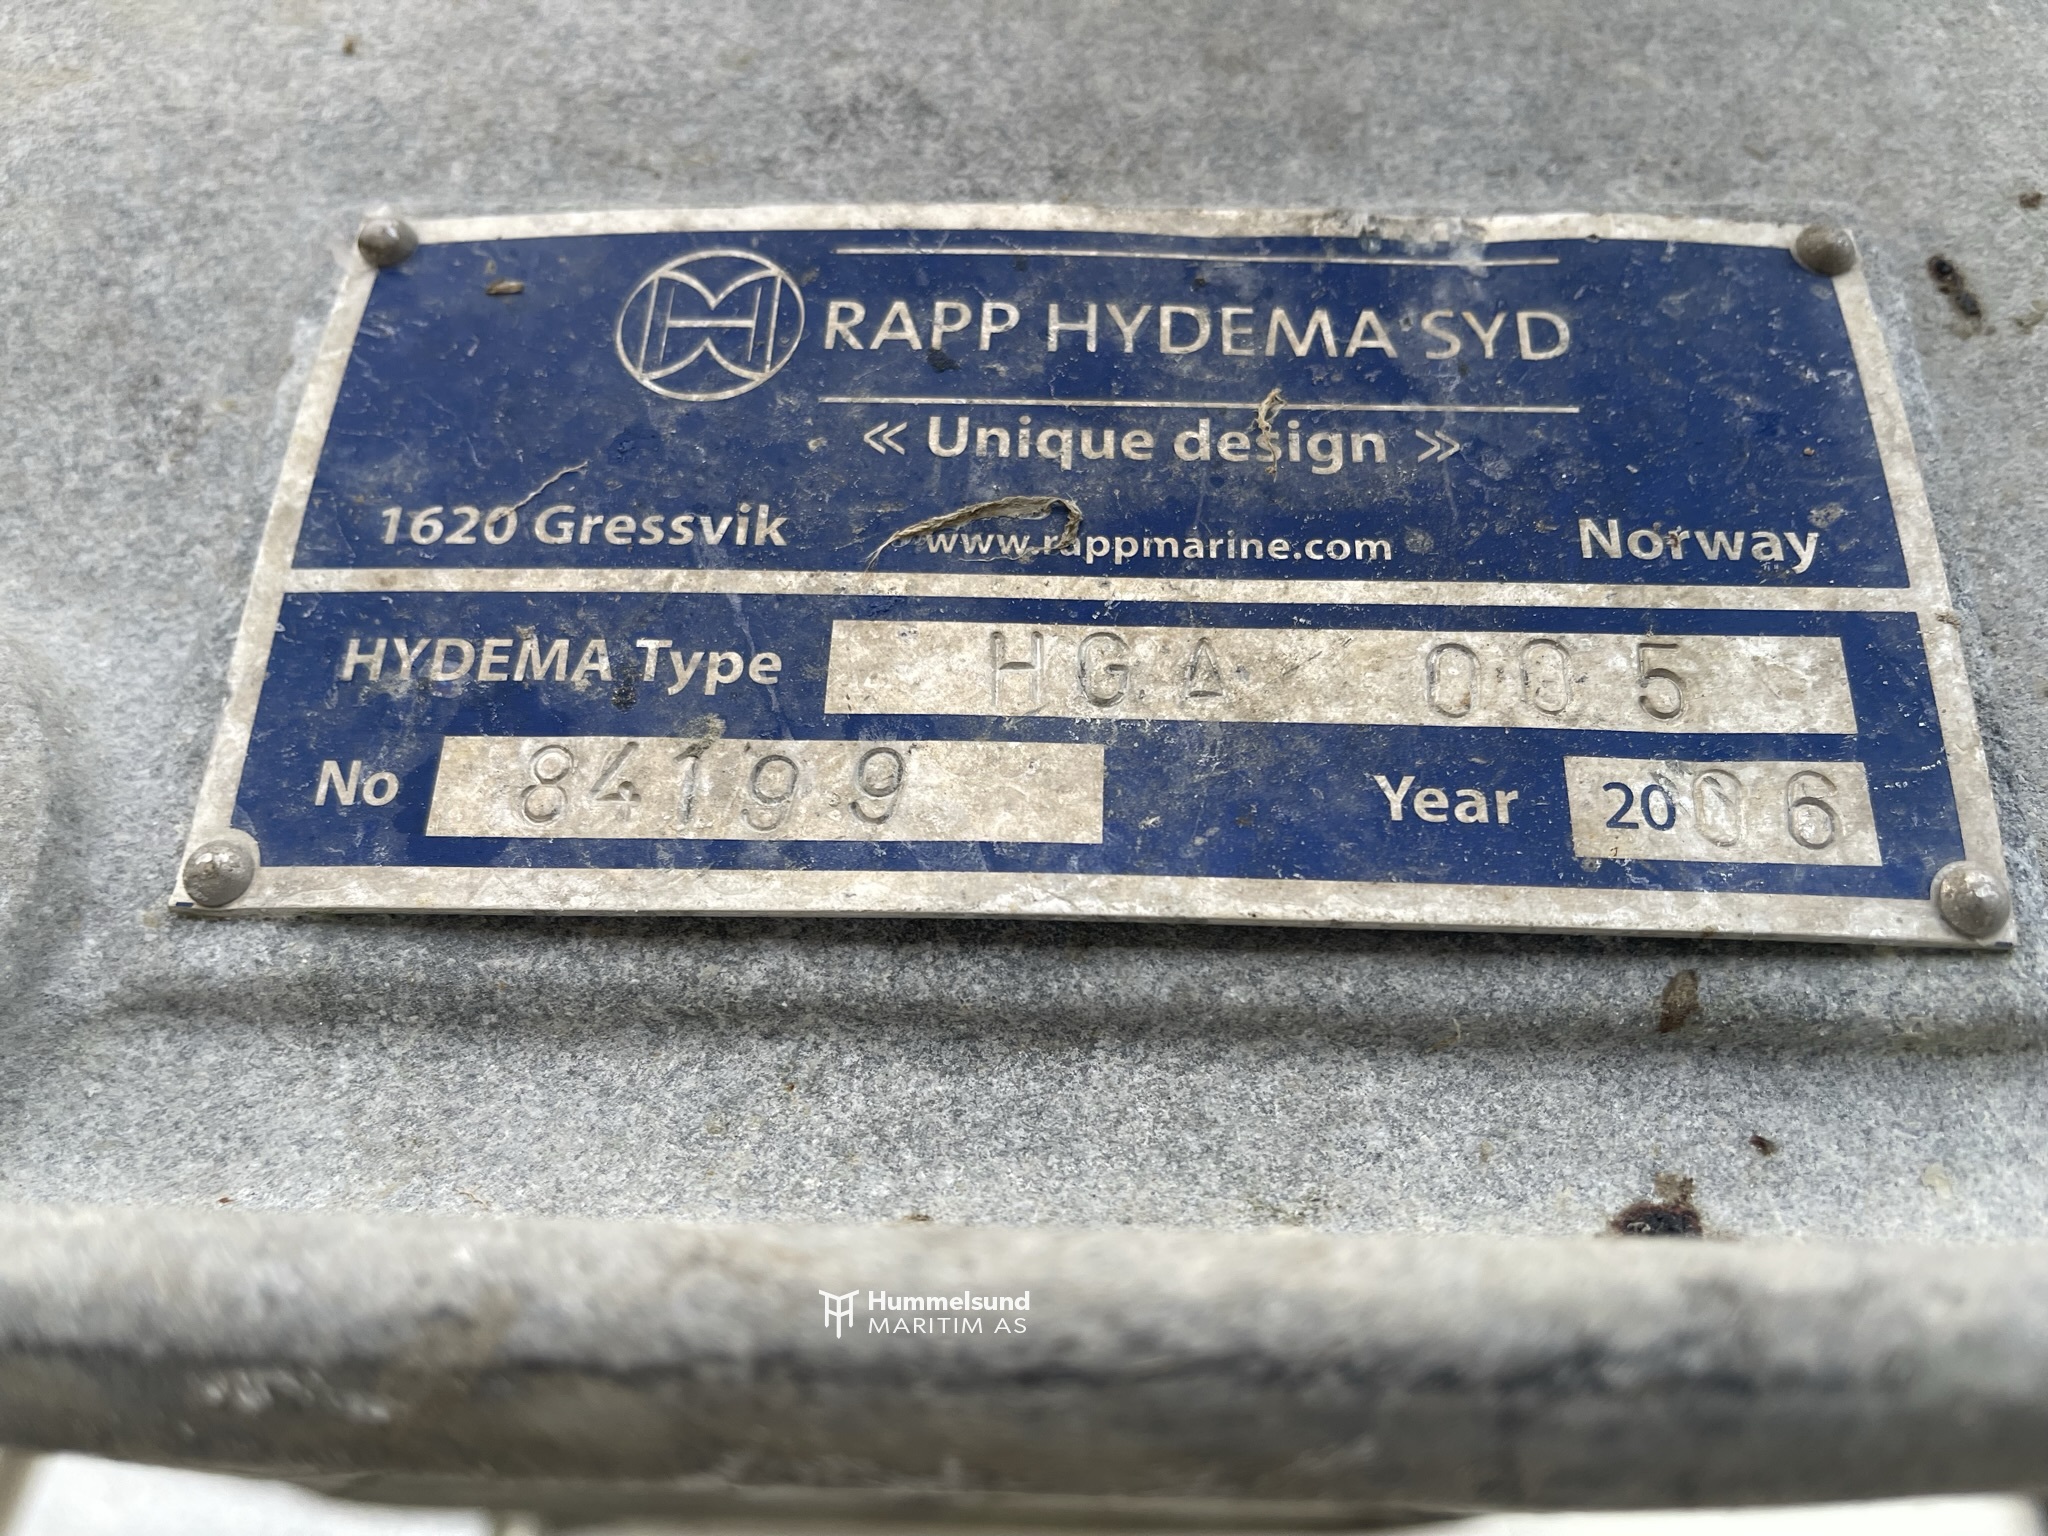 RAPP HYDEMA SYD
« Unique design »
1620 Gressvik www.rappmarine.com Norway
HYDEMA Type HGA 005
No 84199 Year 2006
Hummelsund
MARITIM AS